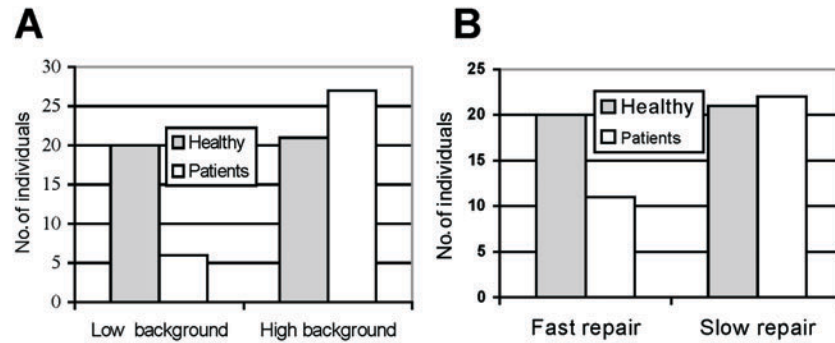 A
No. of individuals
30
25
20
15
10
5
0
Healthy
Patients
Low background
High background
B
No. of individuals
25
20
15
10
5
0
Healthy
Patients
Fast repair
Slow repair